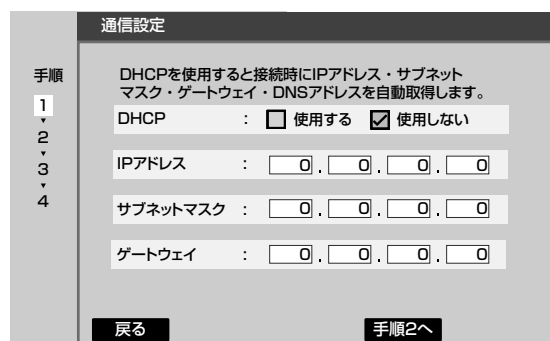 通信設定
手順
1
2
3
4
DHCPを使用すると接続時にIPアドレス・サブネット
マスク・ゲートウェイ・DNSアドレスを自動取得します。
DHCP : 使用する 使用しない
IPアドレス : 0 . 0 . 0 . 0
サブネットマスク : 0 . 0 . 0 . 0
ゲートウェイ : 0 . 0 . 0 . 0
戻る 手順2へ